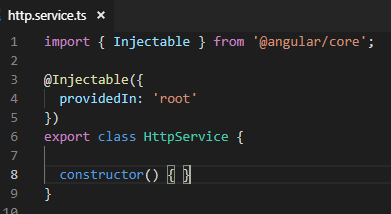 http.service.ts ×
1 import { Injectable } from '@angular/core';
2
3 @Injectable({
4   providedIn: 'root'
5 })
6 export class HttpService {
7
8   constructor() { }
9 }